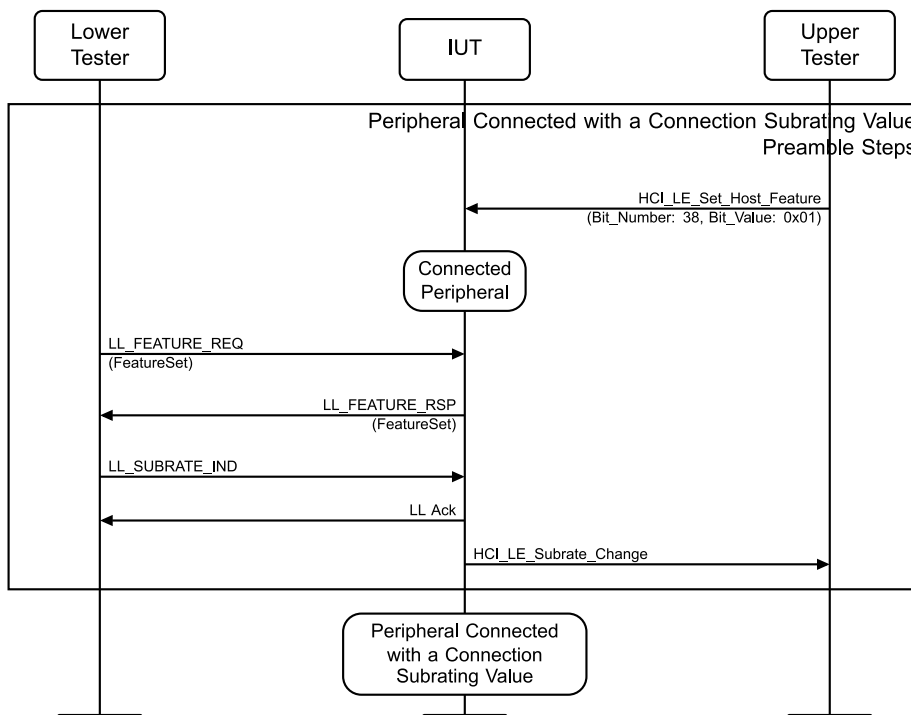 Lower
Tester
IUT
Upper
Tester
Peripheral Connected with a Connection Subrating Value
Preamble Steps
HCI_LE_Set_Host_Feature
(Bit_Number: 38, Bit_Value: 0x01)
Connected
Peripheral
LL_FEATURE_REQ
(FeatureSet)
LL_FEATURE_RSP
(FeatureSet)
LL_SUBRATE_IND
LL Ack
HCI_LE_Subrate_Change
Peripheral Connected
with a Connection
Subrating Value